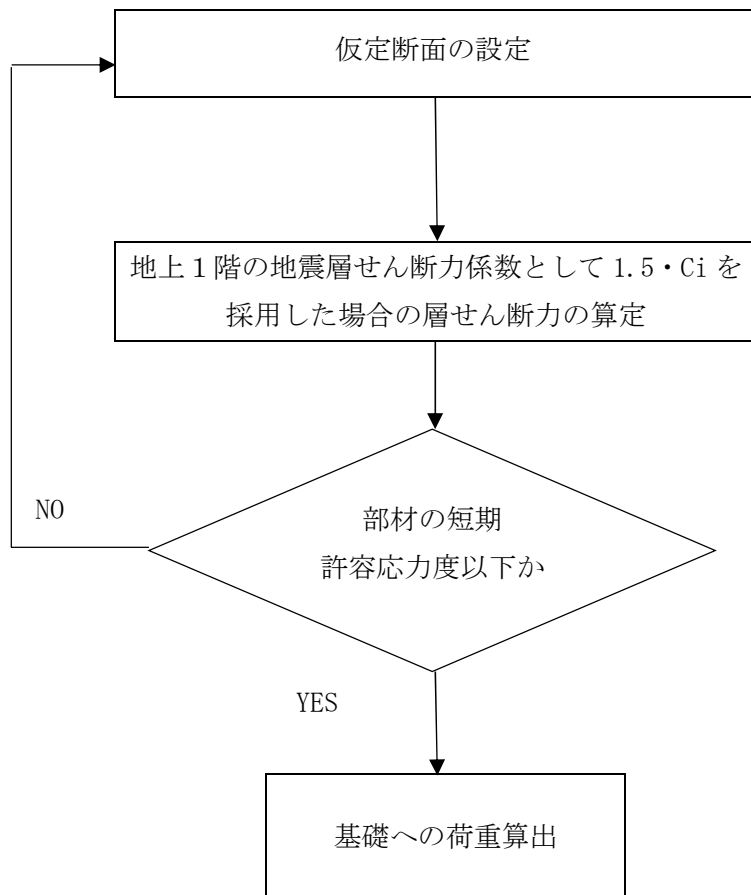 仮定断面の設定
地上１階の地震層せん断力係数として 1.5・Ci を
採用した場合の層せん断力の算定
部材の短期
許容応力度以下か
NO
YES
基礎への荷重算出